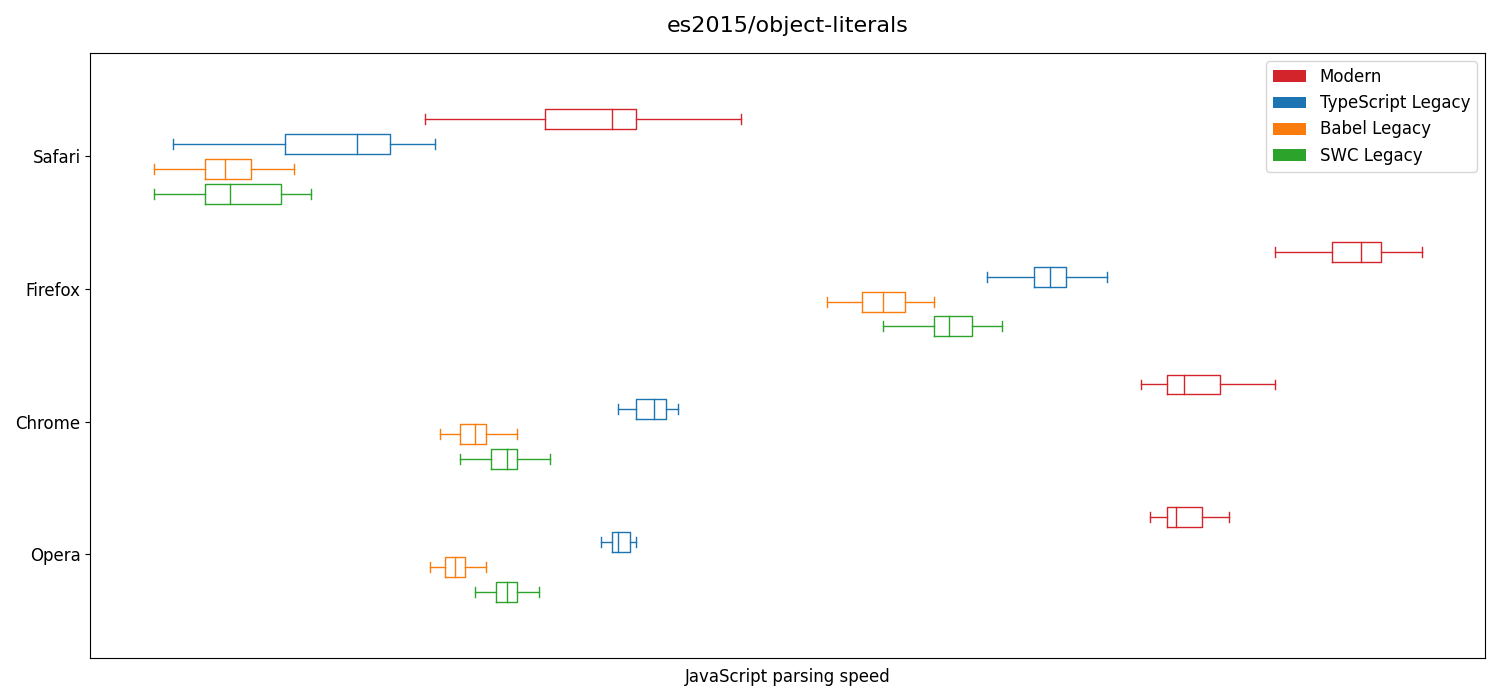 es2015/object-literals
Modern
TypeScript Legacy
Babel Legacy
SWC Legacy
Safari
Firefox
Chrome
Opera
JavaScript parsing speed